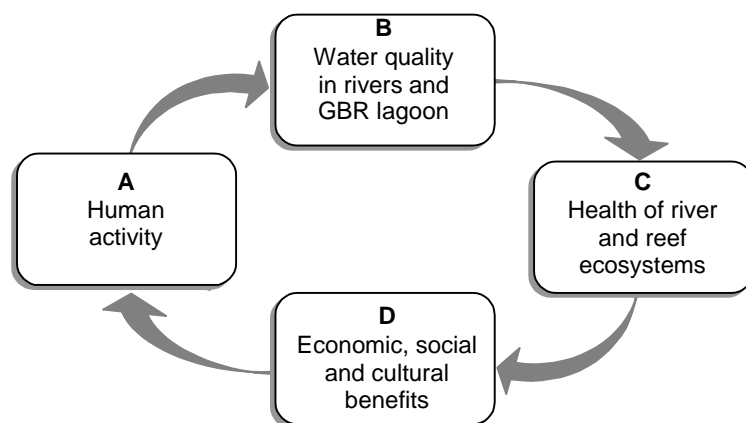 B
Water quality
in rivers and
GBR lagoon
A
Human
activity
C
Health of river
and reef
ecosystems
D
Economic, social
and cultural
benefits